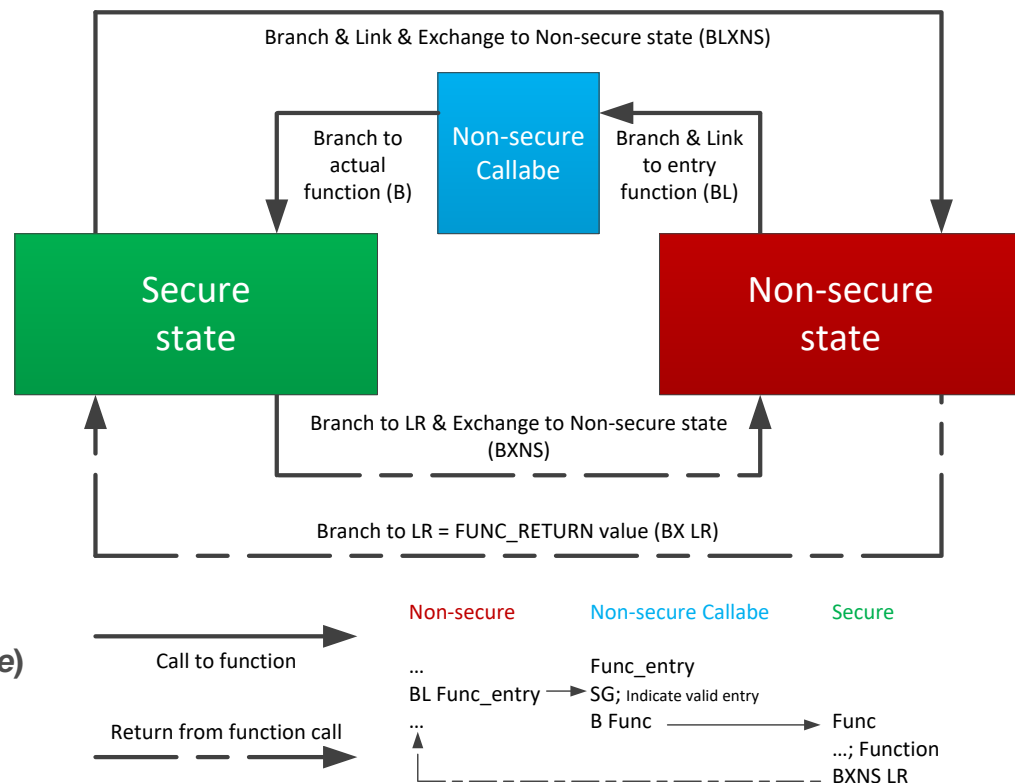 Branch & Link & Exchange to Non-secure state (BLXNS)
Branch to
actual
function (B)
Non-secure
Callabe
Branch & Link
to entry
function (BL)
Secure
state
Non-secure
state
Branch to LR & Exchange to Non-secure state
(BXNS)
Branch to LR = FUNC_RETURN value (BX LR)
e)
Call to function
Return from function call
Non-secure Non-secure Callabe Secure
... Func_entry
BL Func_entry SG; Indicate valid entry
... B Func Func
...; Function
BXNS LR